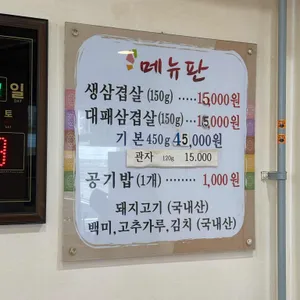 메뉴판
생삼겹살 (150g) ······ 15,000원
대패삼겹살(150g) ······ 15,000원
기 본 450g 45,000원
관자 120g 15.000
공기밥 (1개) ······ 1,000원
돼지고기 (국내산)
백미, 고추가루, 김치 (국내산)
일
토